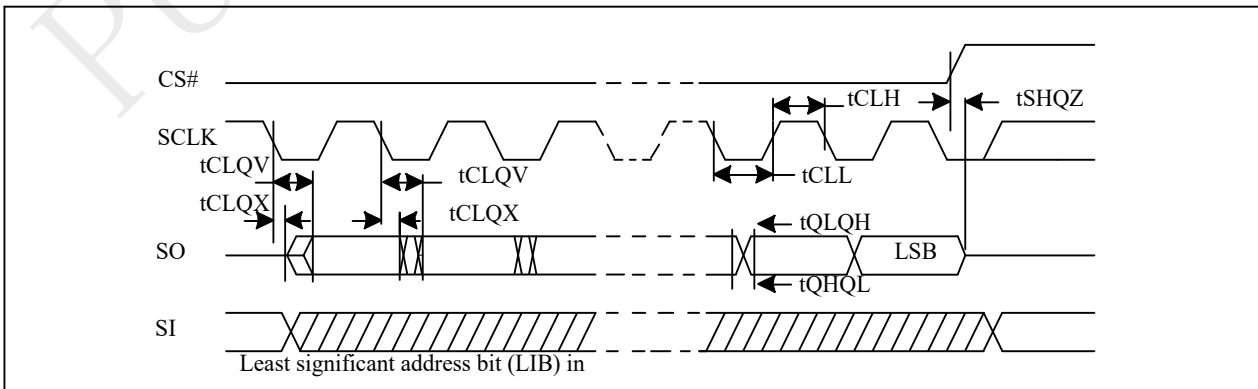 CS#
tCLH
tSHQZ
SCLK
tCLQV
tCLQV
tCLL
tCLQX
tCLQX
tQLQH
SO
LSB
tQHQL
SI
Least significant address bit (LIB) in